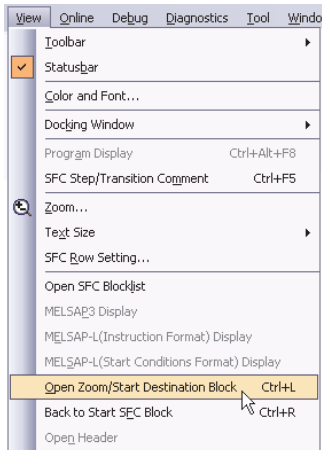 View Online Debug Diagnostics Tool Windo
Toolbar
Statusbar
Color and Font...
Docking Window
Program Display Ctrl+Alt+F8
SFC Step/Transition Comment Ctrl+F5
Zoom...
Text Size
SFC Row Setting...
Open SFC Blocklist
MELSAP3 Display
MELSAP-L(Instruction Format) Display
MELSAP-L(Start Conditions Format) Display
Open Zoom/Start Destination Block Ctrl+L
Back to Start SFC Block Ctrl+R
Open Header